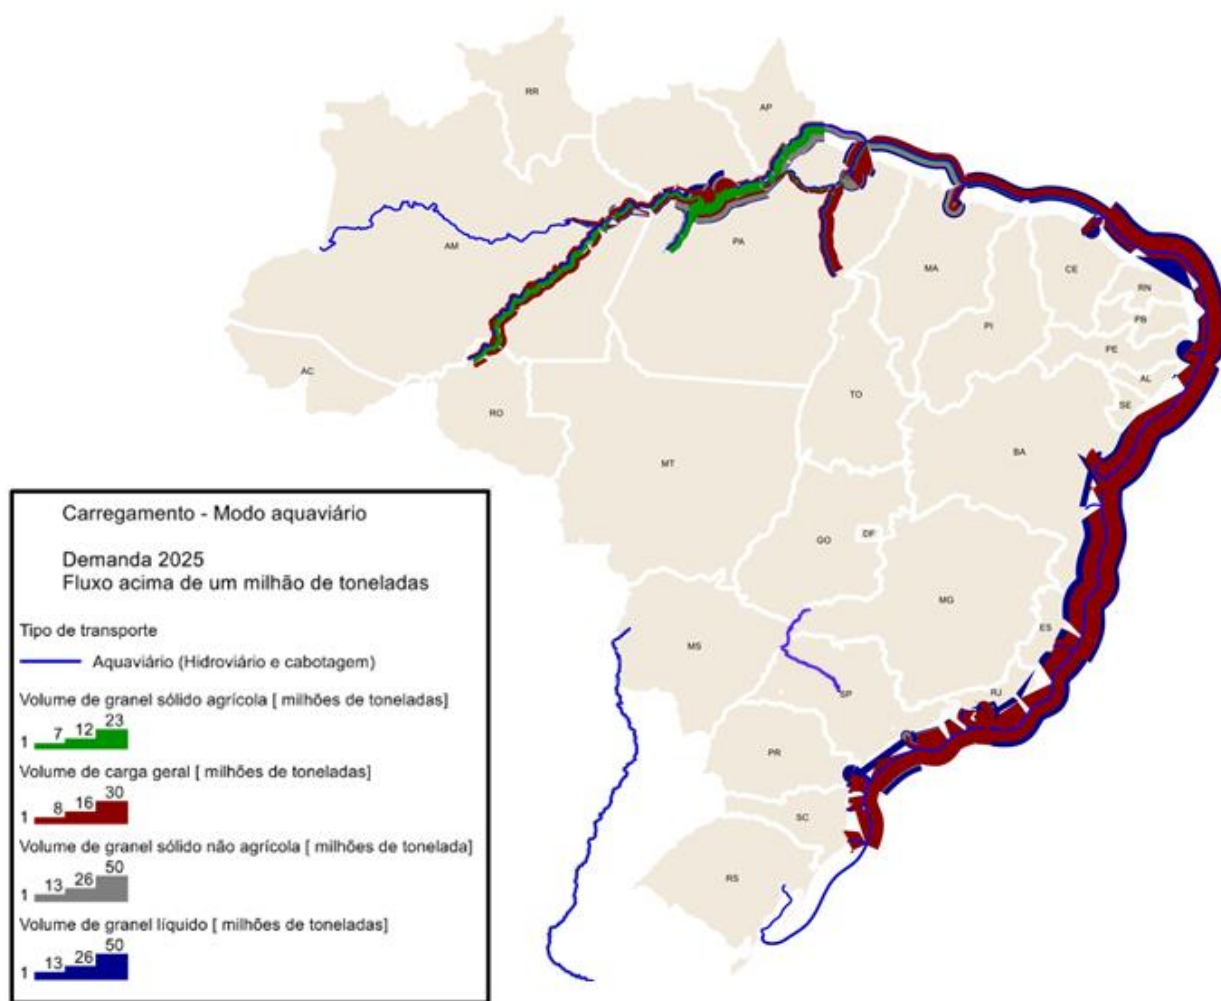 RR
AP
AM
PA
MA
CE
RN
PB
PI
PE
AC
AL
TO
SE
RO
BA
MT
Carregamento - Modo aquaviário
GO
DF
Demanda 2025
Fluxo acima de um milhão de toneladas
MG
ES
Tipo de transporte
MS
Aquaviário (Hidroviário e cabotagem)
SP
RJ
Volume de granel sólido agrícola [ milhões de toneladas]
1 7 12 23
PR
Volume de carga geral [ milhões de toneladas]
1 8 16 30
SC
Volume de granel sólido não agrícola [ milhões de tonelada]
1 13 26 50
RS
Volume de granel líquido [ milhões de toneladas]
1 13 26 50